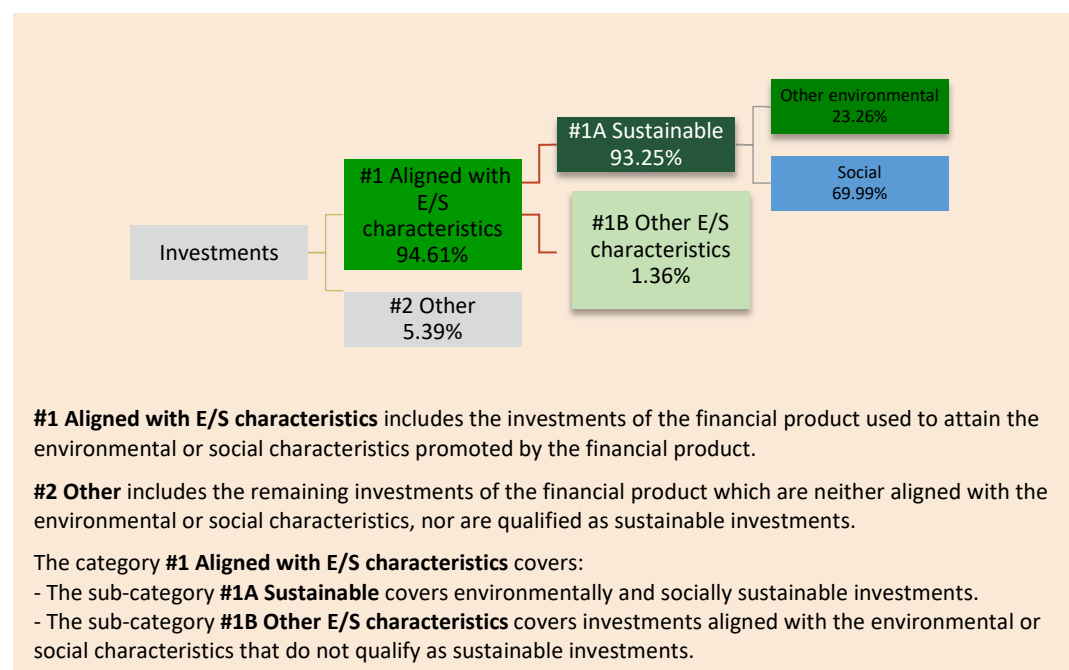 Other environmental
23.26%
#1A Sustainable
93.25%
Social
69.99%
#1 Aligned with
E/S
characteristics
94.61%
#1B Other E/S
characteristics
1.36%
Investments
#2 Other
5.39%
#1 Aligned with E/S characteristics includes the investments of the financial product used to attain the
environmental or social characteristics promoted by the financial product.
#2 Other includes the remaining investments of the financial product which are neither aligned with the
environmental or social characteristics, nor are qualified as sustainable investments.
The category #1 Aligned with E/S characteristics covers:
- The sub-category #1A Sustainable covers environmentally and socially sustainable investments.
- The sub-category #1B Other E/S characteristics covers investments aligned with the environmental or
social characteristics that do not qualify as sustainable investments.